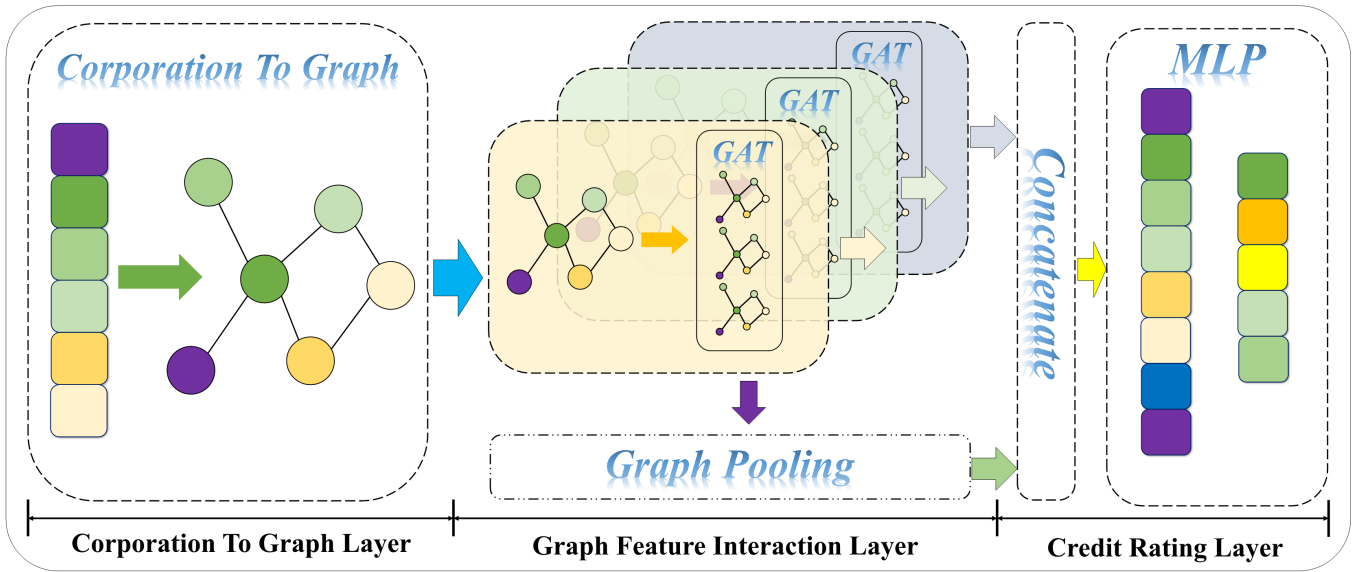 Corporation To Graph
GAT
GAT
GAT
MLP
Concatenate
Graph Pooling
Corporation To Graph Layer
Graph Feature Interaction Layer
Credit Rating Layer